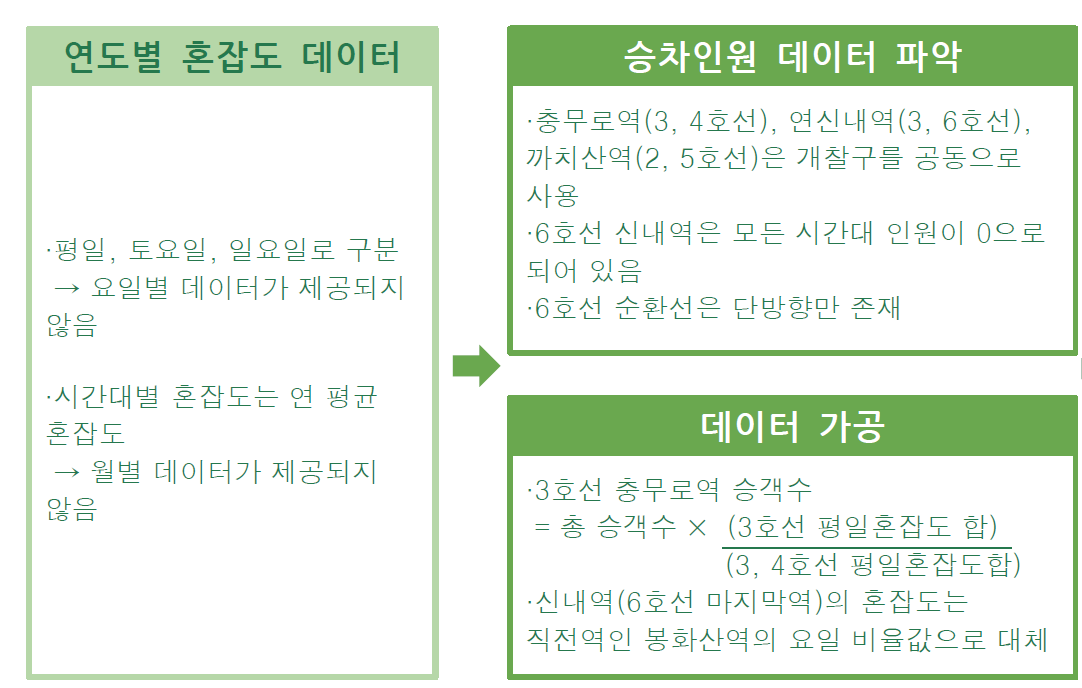 연도별 혼잡도 데이터
·평일, 토요일, 일요일로 구분
→ 요일별 데이터가 제공되지
않음
·시간대별 혼잡도는 연 평균
혼잡도
→ 월별 데이터가 제공되지
않음
승차인원 데이터 파악
·충무로역(3, 4호선), 연신내역(3, 6호선),
까치산역(2, 5호선)은 개찰구를 공동으로
사용
·6호선 신내역은 모든 시간대 인원이 0으로
되어 있음
·6호선 순환선은 단방향만 존재
데이터 가공
·3호선 충무로역 승객수
= 총 승객수 × (3호선 평일혼잡도 합)
(3, 4호선 평일혼잡도합)
·신내역(6호선 마지막역)의 혼잡도는
직전역인 봉화산역의 요일 비율값으로 대체